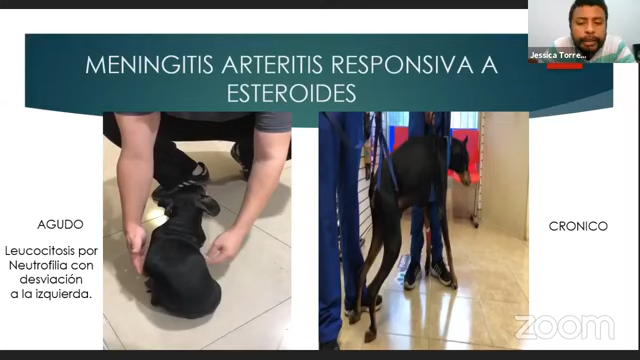 Jessica Torre...
MENINGITIS ARTERITIS RESPONSIVA A
ESTEROIDES
AGUDO
Leucocitosis por
Neutrofilia con
desviación
a la izquierda.
CRONICO
zoom